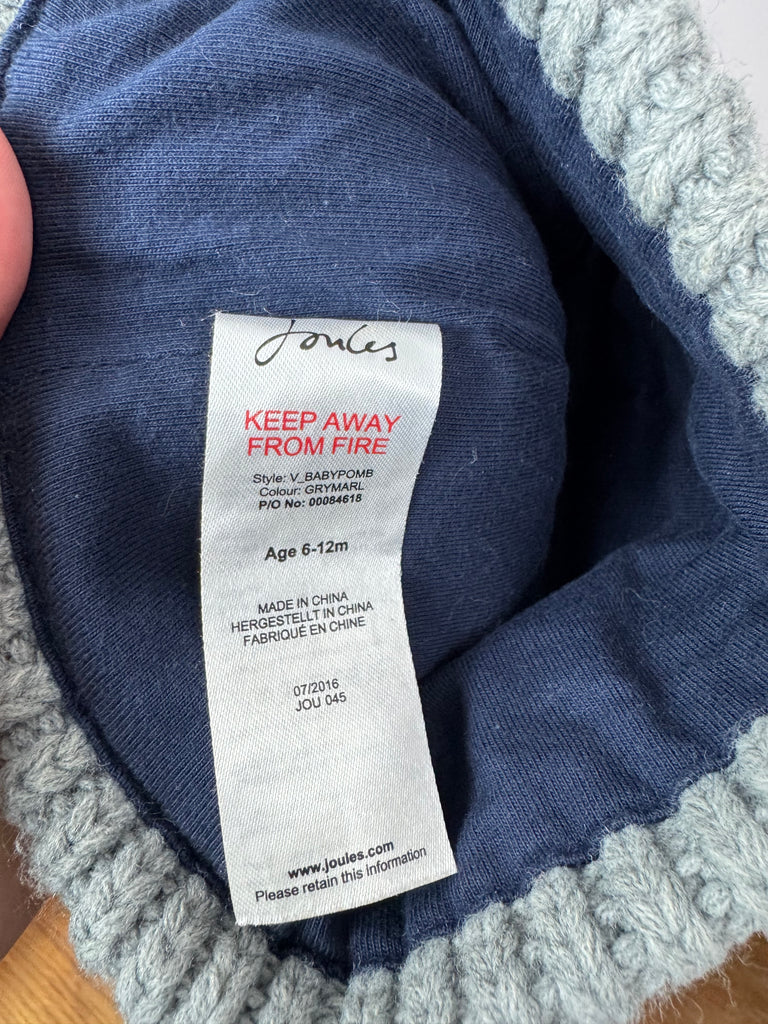 Joules
KEEP AWAY
FROM FIRE
Style: V_BABYPOMB
Colour: GRYMARL
P/O No: 00084618
Age 6-12m
MADE IN CHINA
HERGESTELLT IN CHINA
FABRIQUÉ EN CHINE
07/2016
JOU 045
www.joules.com
Please retain this information